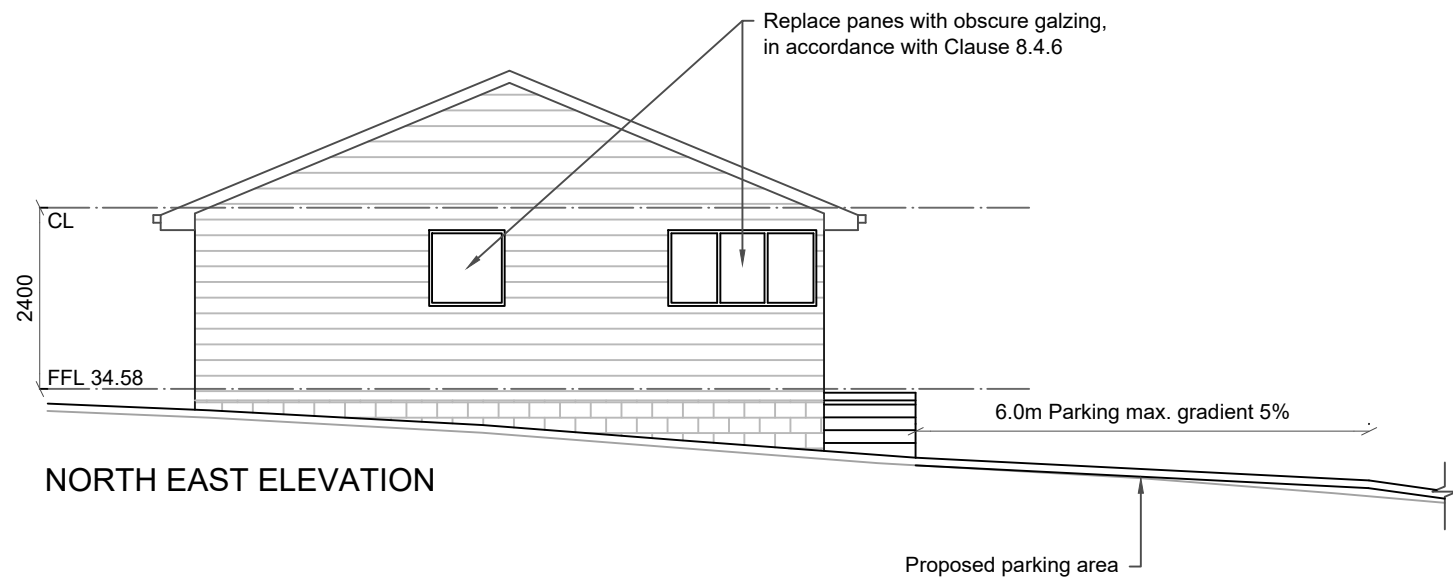 Replace panes with obscure galzing,
in accordance with Clause 8.4.6
CL
2400
FFL 34.58
6.0m Parking max. gradient 5%
NORTH EAST ELEVATION
Proposed parking area